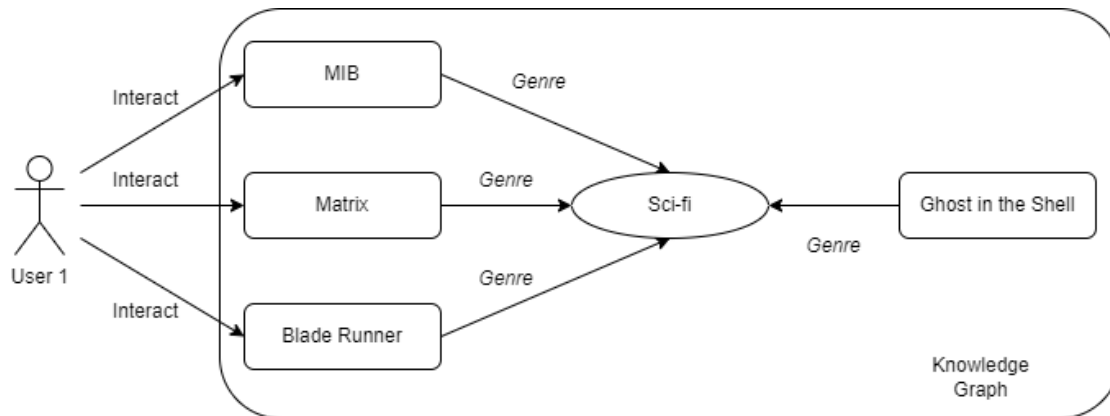 MIB
Genre
Interact
Interact
Matrix
Genre
Sci-fi
Ghost in the Shell
Genre
User 1
Genre
Interact
Blade Runner
Knowledge
Graph